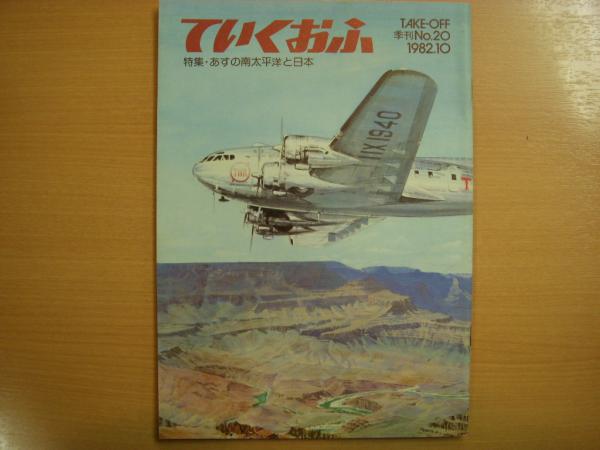 ていくおふ
TAKE-OFF
季刊No.20
1982.10
特集・あすの南太平洋と日本
NX1940
T